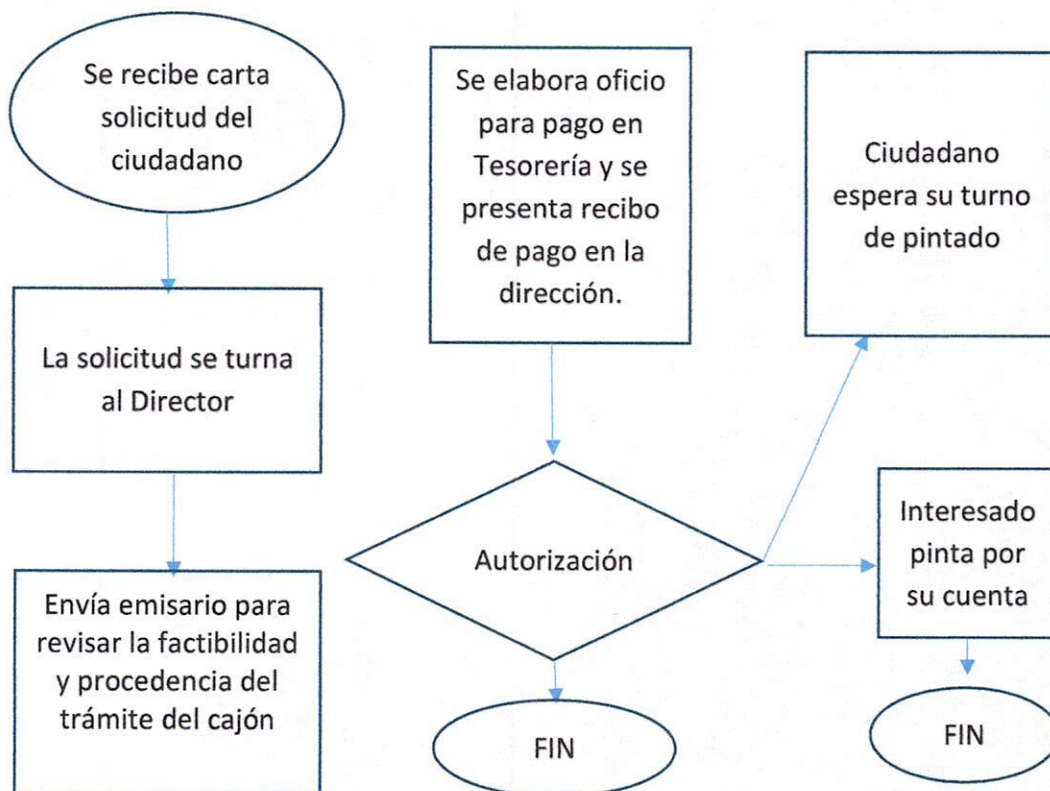 Se recibe carta
solicitud del
ciudadano
La solicitud se turna
al Director
Envía emisario para
revisar la factibilidad
y procedencia del
trámite del cajón
Se elabora oficio
para pago en
Tesorería y se
presenta recibo
de pago en la
dirección.
Autorización
FIN
Ciudadano
espera su turno
de pintado
Interesado
pinta por
su cuenta
FIN